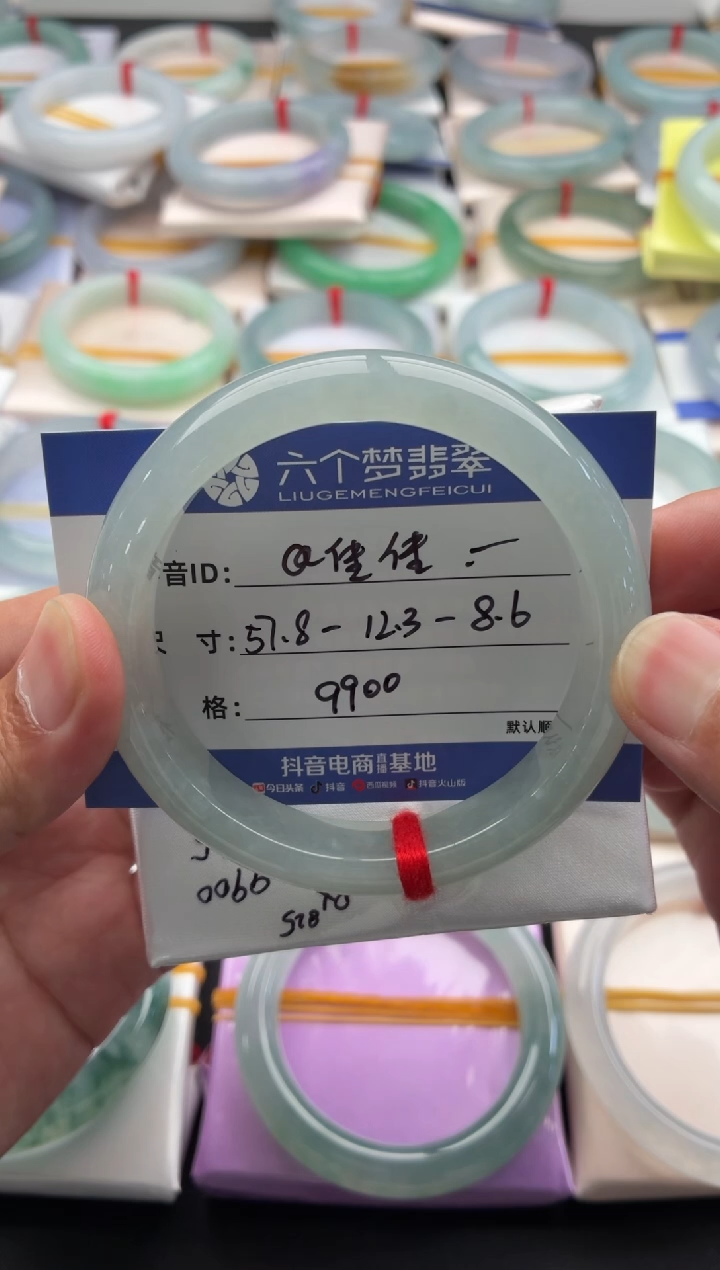 六个梦翡翠
LIUGEMENGFEICUI
音ID: @佳佳.一
寸: 57.8-12.3-8.6
格: 9900
默认顺
抖音电商直播基地
今日头条 抖音 西瓜视频 抖音火山版
9900